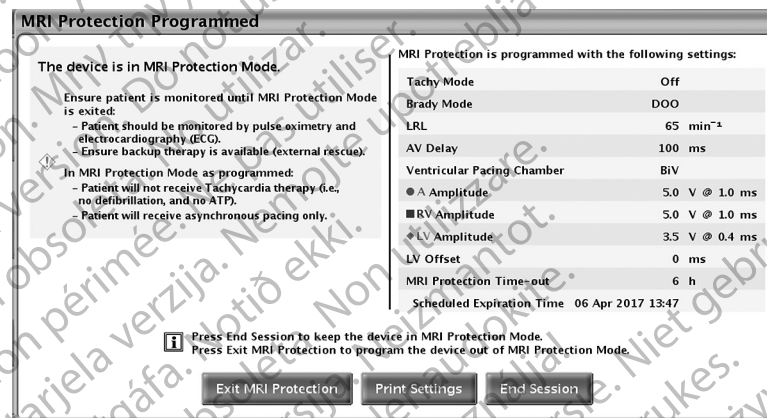 MRI Protection Programmed
The device is in MRI Protection Mode.
Ensure patient is monitored until MRI Protection Mode
is exited:
– Patient should be monitored by pulse oximetry and
electrocardiography (ECG).
– Ensure backup therapy is available (external rescue).
In MRI Protection Mode as programmed:
– Patient will not receive Tachycardia therapy (i.e.,
no defibrillation, and no ATP).
– Patient will receive asynchronous pacing only.
MRI Protection is programmed with the following settings:
Tachy Mode Off
Brady Mode DOO
LRL 65 min⁻¹
AV Delay 100 ms
Ventricular Pacing Chamber BiV
A Amplitude 5.0 V @ 1.0 ms
RV Amplitude 5.0 V @ 1.0 ms
LV Amplitude 3.5 V @ 0.4 ms
LV Offset 0 ms
MRI Protection Time-out 6 h
Scheduled Expiration Time 06 Apr 2017 13:47
Press End Session to keep the device in MRI Protection Mode.
Press Exit MRI Protection to program the device out of MRI Protection Mode.
Exit MRI Protection Print Settings End Session